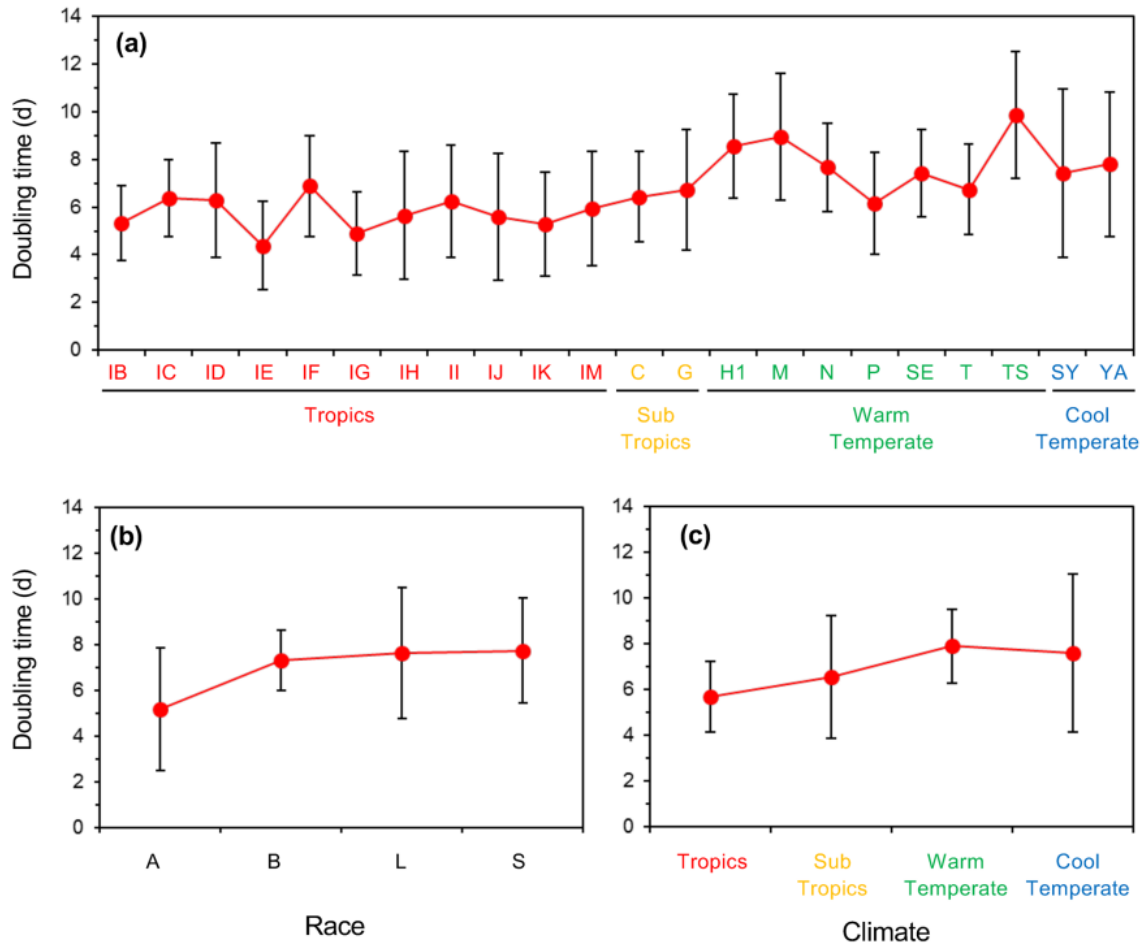 (a)
Doubling time (d)
14
12
10
8
6
4
2
0
IB IC ID IE IF IG IH II IJ IK IM C G H1 M N P SE T TS SY YA
Tropics
Sub
Tropics
Warm
Temperate
Cool
Temperate
(b)
Doubling time (d)
14
12
10
8
6
4
2
0
A B L S
Race
(c)
14
12
10
8
6
4
2
0
Tropics
Sub
Tropics
Warm
Temperate
Cool
Temperate
Climate